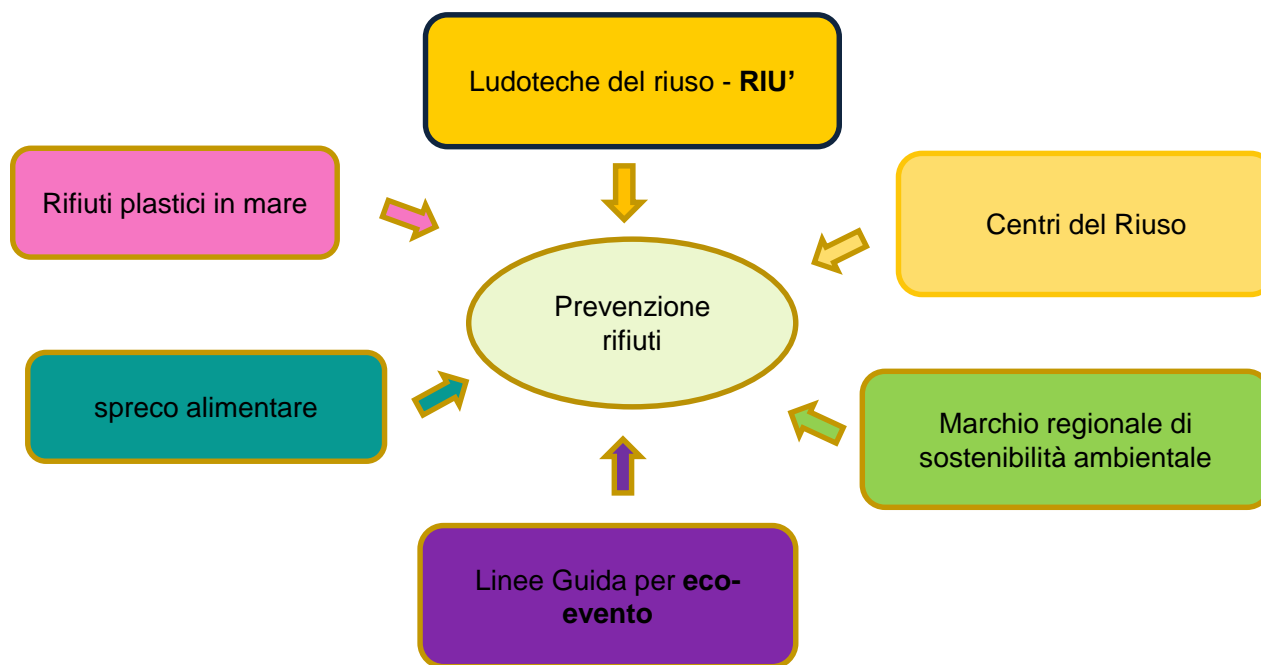 Ludoteche del riuso - RIU'
Rifiuti plastici in mare
Centri del Riuso
Prevenzione
rifiuti
spreco alimentare
Marchio regionale di
sostenibilità ambientale
Linee Guida per eco-
evento